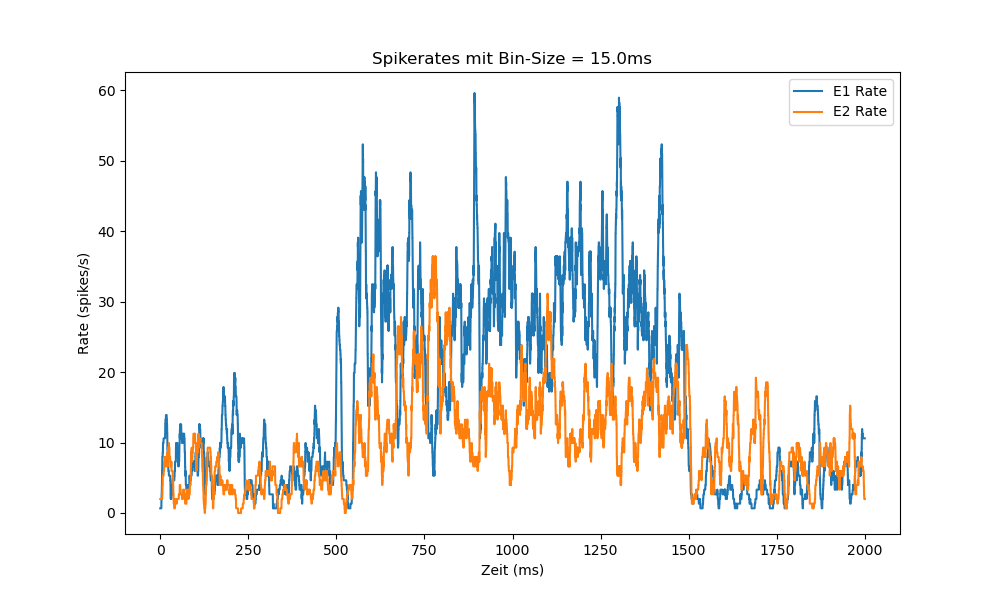 Spikerates mit Bin-Size = 15.0ms
E1 Rate
E2 Rate
60
50
40
30
20
10
0
Rate (spikes/s)
0 250 500 750 1000 1250 1500 1750 2000
Zeit (ms)